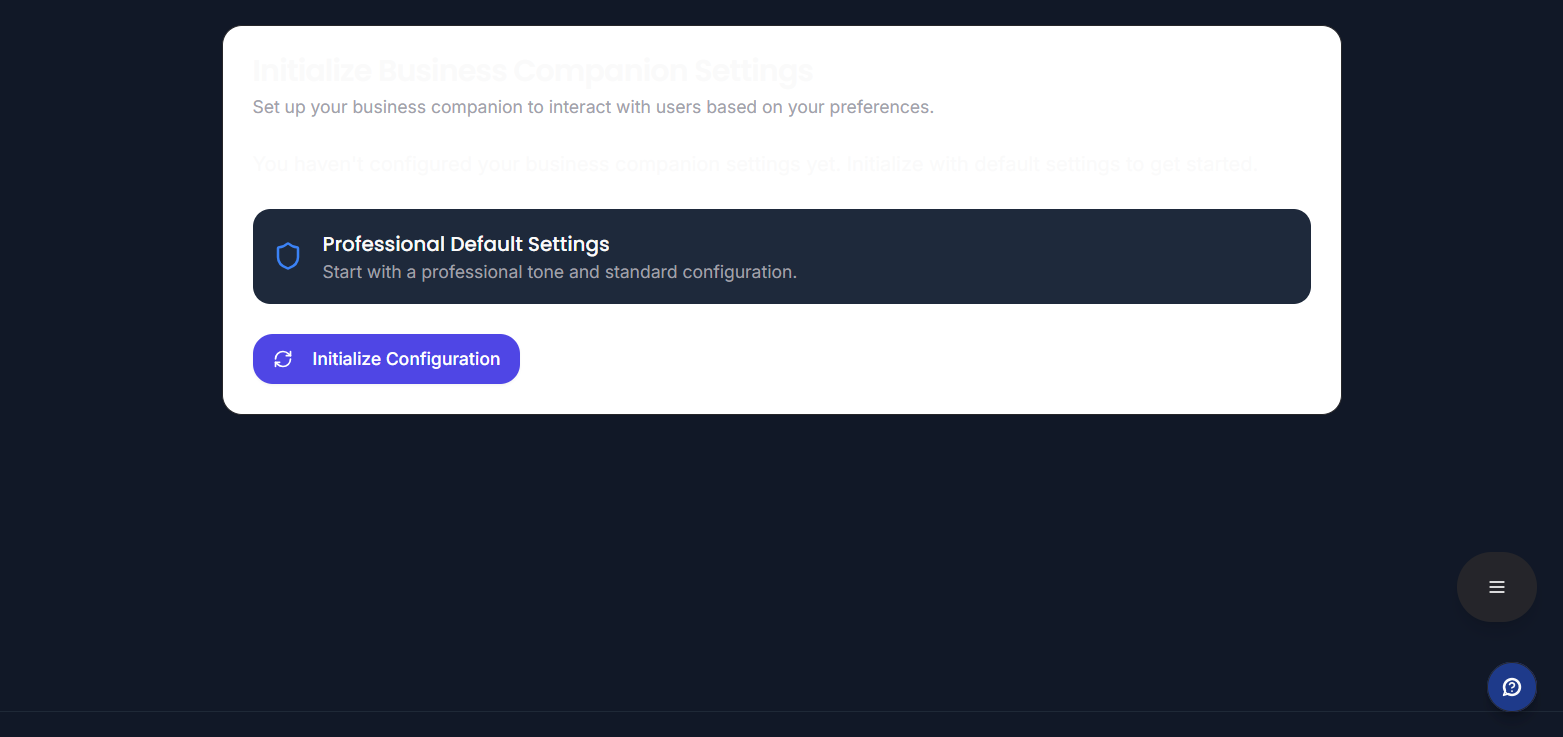 Initialize Business Companion Settings
Set up your business companion to interact with users based on your preferences.
You haven't configured your business companion settings yet. Initialize with default settings to get started.
Professional Default Settings
Start with a professional tone and standard configuration.
Initialize Configuration